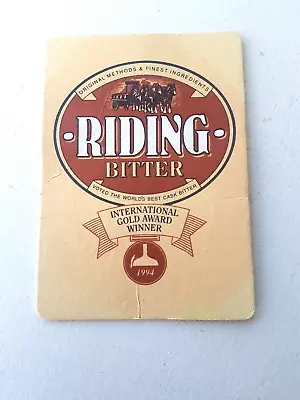 ORIGINAL METHODS & FINEST INGREDIENTS
·RIDING·
BITTER
VOTED THE WORLD'S BEST CASK BITTER
INTERNATIONAL
GOLD AWARD
WINNER
1994